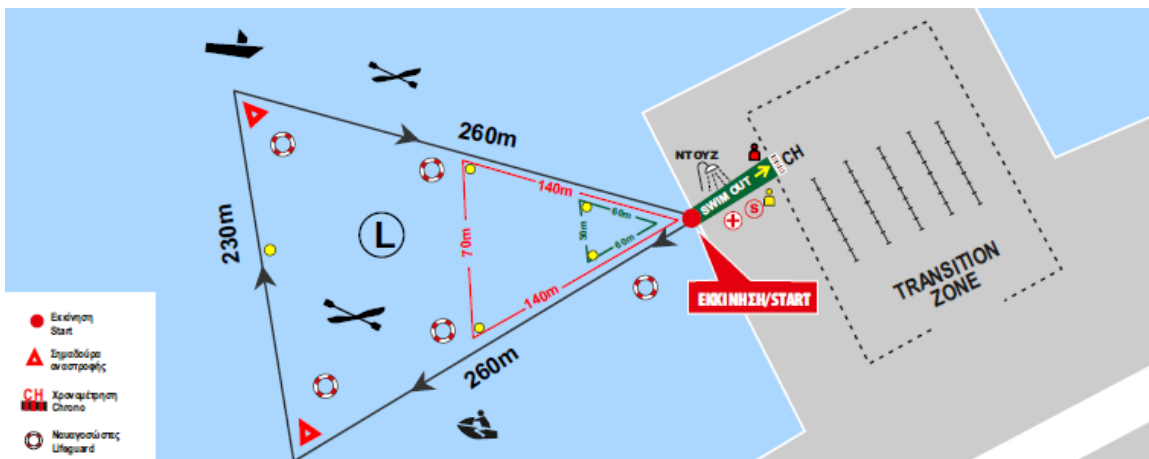 260m
230m
L
140m
70m
140m
60m
30m
60m
260m
ΝΤΟΥΖ
CH
SWIM OUT
S
ΕΚΚΙΝΗΣΗ/START
TRANSITION
ZONE
Εκκίνηση
Start
Σημαδούρα
αναστροφής
CH
Χρονομέτρηση
Chrono
Ναυαγοσώστες
Lifeguard